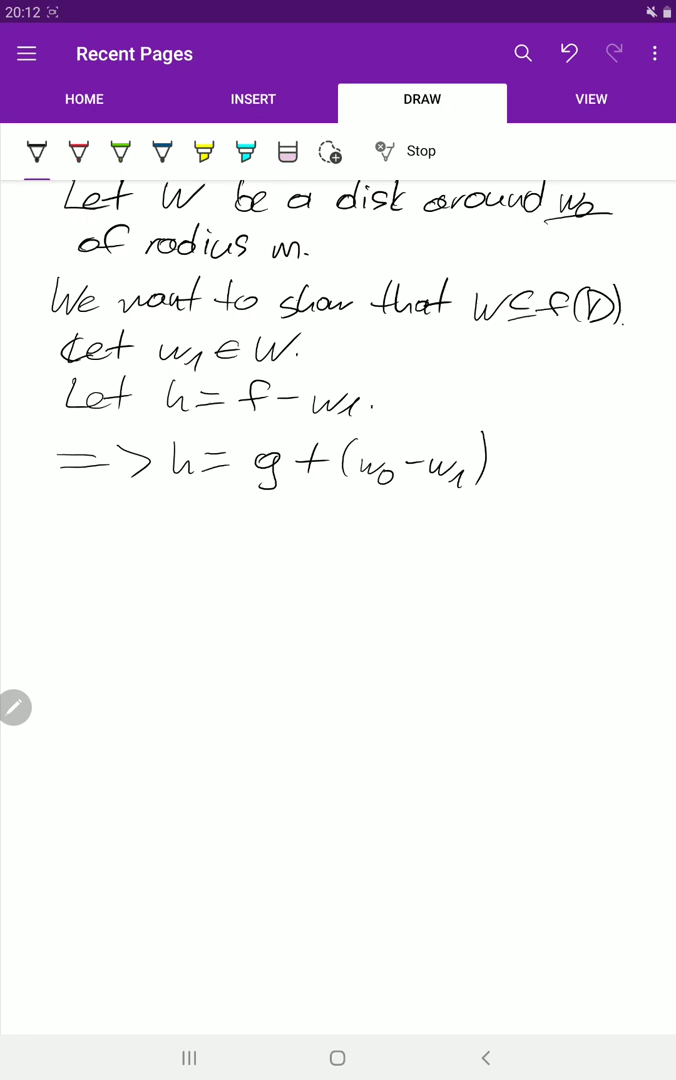 20:12
Recent Pages
HOME INSERT DRAW VIEW
Stop
Let W be a disk around w₀
of radius m.
We want to show that W ⊆ f(D).
Let w₁ ∈ W.
Let h = f - w₁.
=> h = g + (w₀ - w₁)